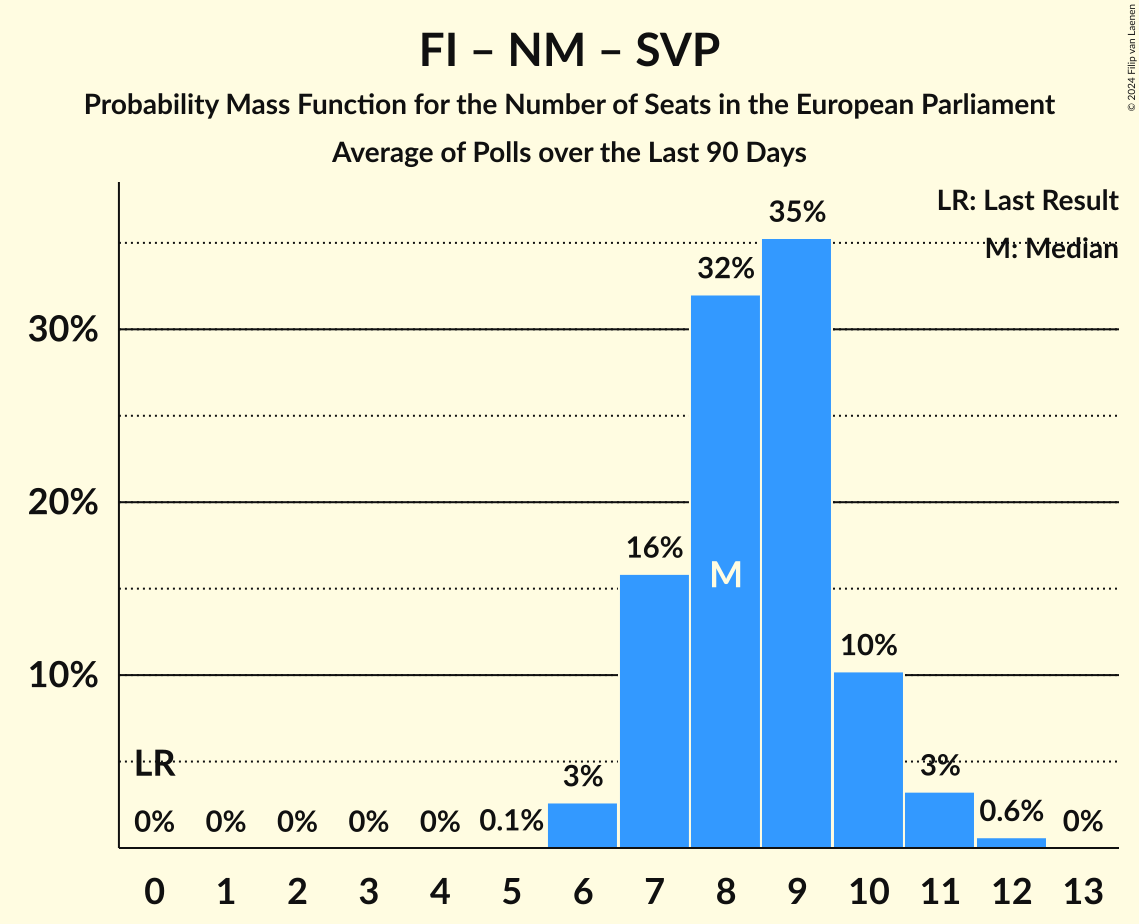 FI – NM – SVP
Probability Mass Function for the Number of Seats in the European Parliament
Average of Polls over the Last 90 Days
© 2024 Filip van Laenen
LR: Last Result
M: Median
35%
32%
30%
20%
16%
M
10%
10%
LR
3%
3%
0%
0%
0%
0%
0%
0.1%
0.6%
0%
0 1 2 3 4 5 6 7 8 9 10 11 12 13